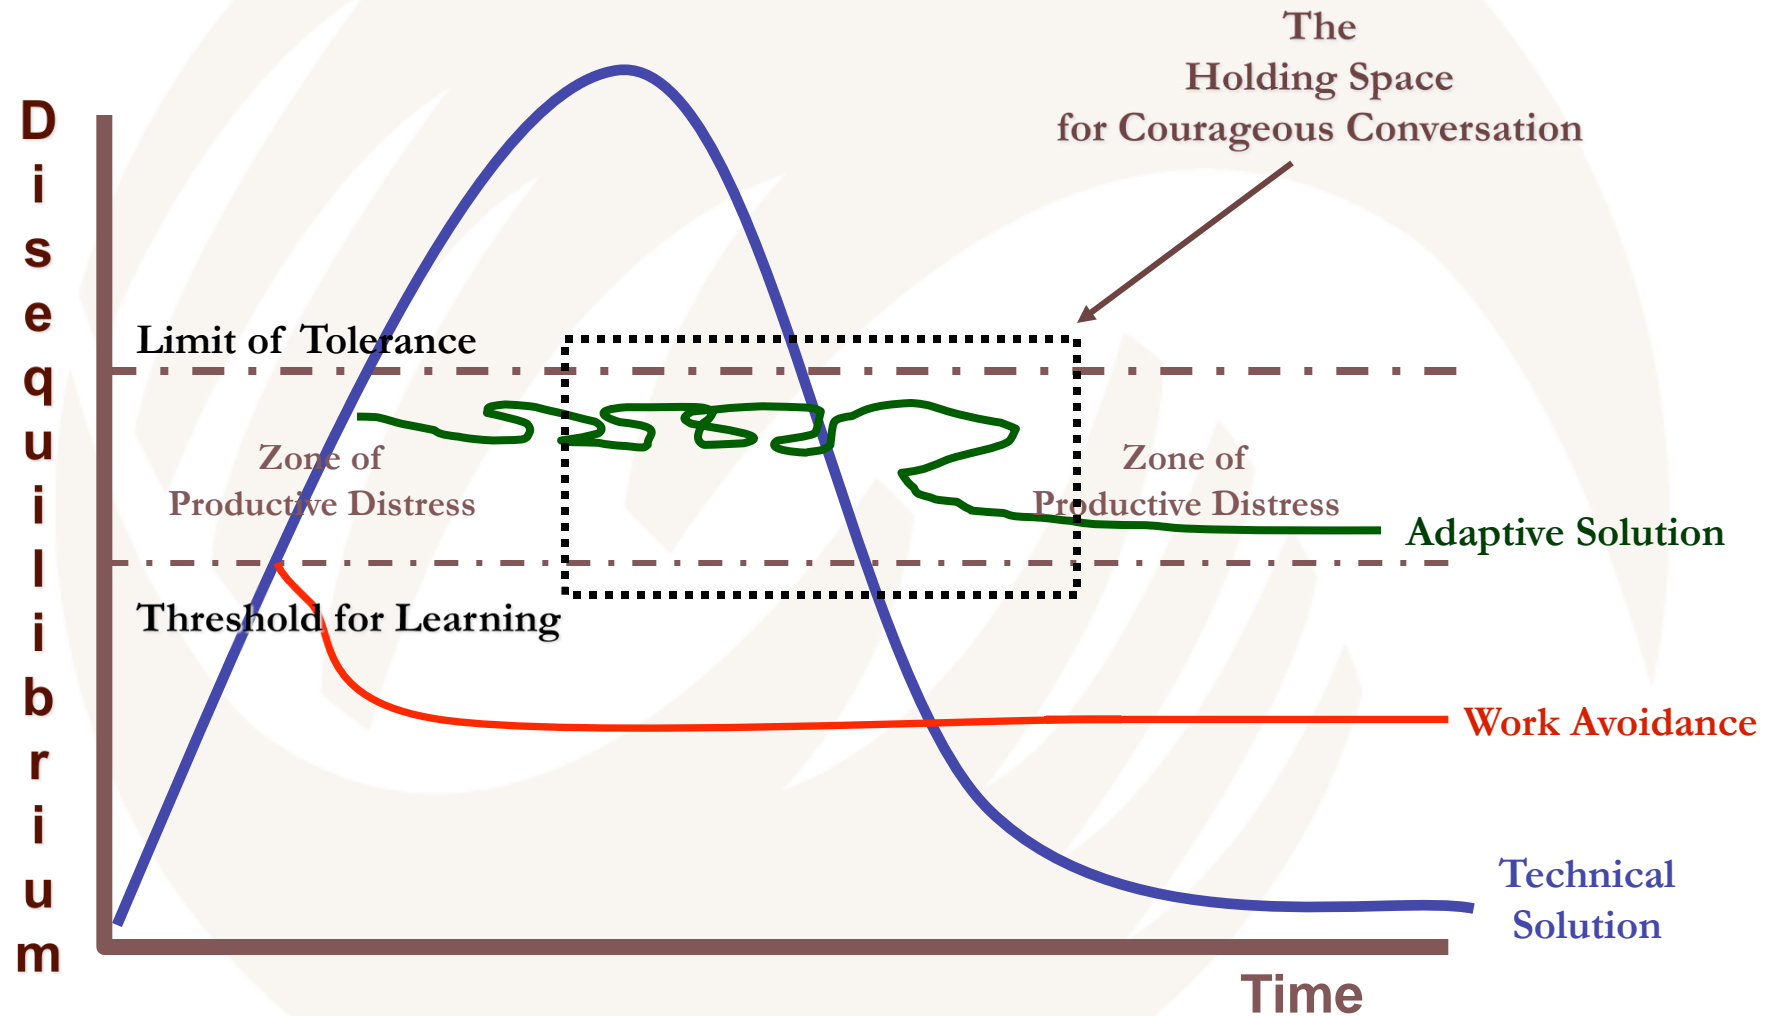 The
Holding Space
for Courageous Conversation
Disequilibrium
Limit of Tolerance
Zone of
Productive Distress
Zone of
Productive Distress
Adaptive Solution
Threshold for Learning
Work Avoidance
Technical
Solution
Time